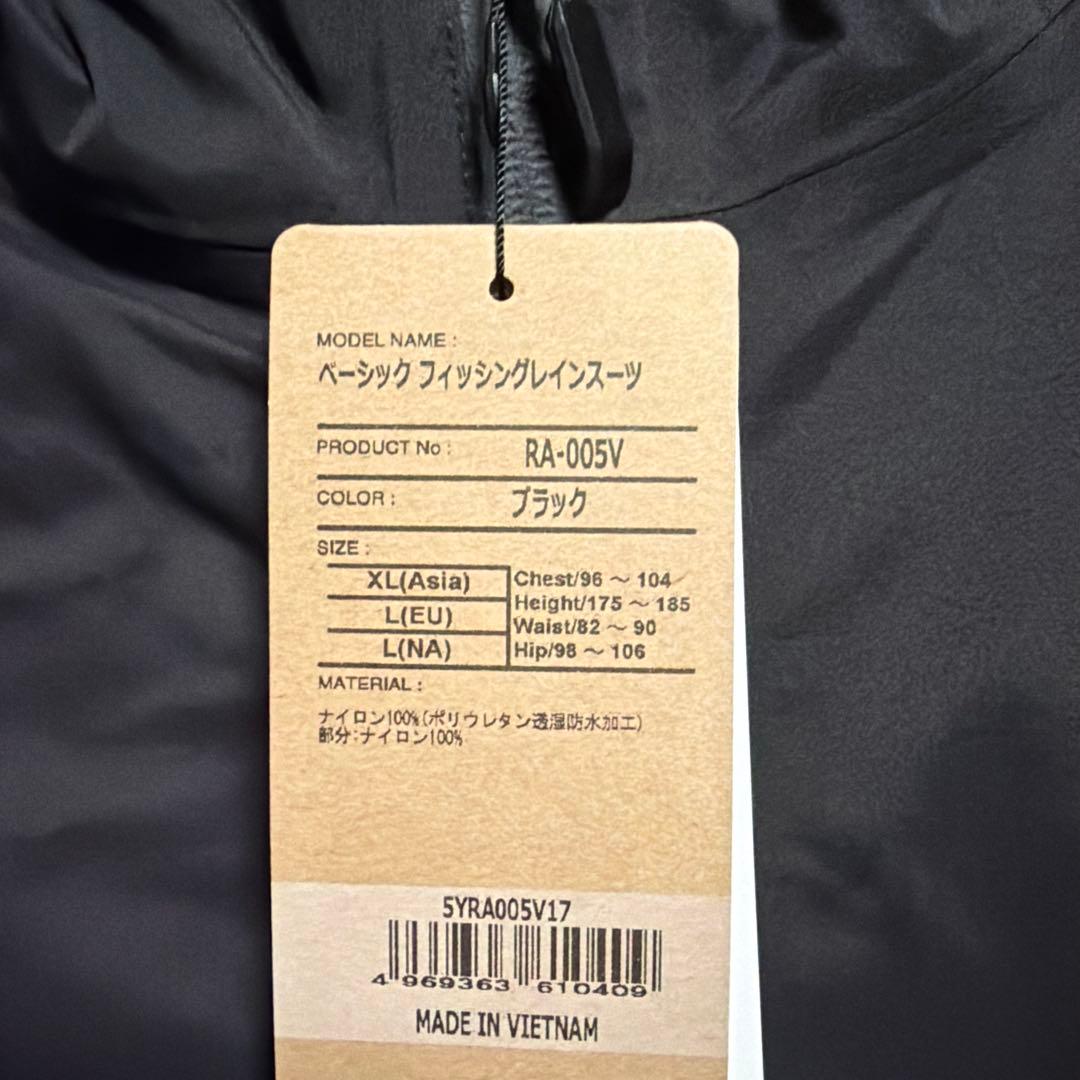 MODEL NAME :
ベーシック フィッシングレインスーツ
PRODUCT No : RA-005V
COLOR : ブラック
SIZE :
XL(Asia)
L(EU)
L(NA)
Chest/96 ～ 104
Height/175 ～ 185
Waist/82 ～ 90
Hip/98 ～ 106
MATERIAL :
ナイロン100%(ポリウレタン透湿防水加工)
部分:ナイロン100%
5YRA005V17
4 969363 610409
MADE IN VIETNAM